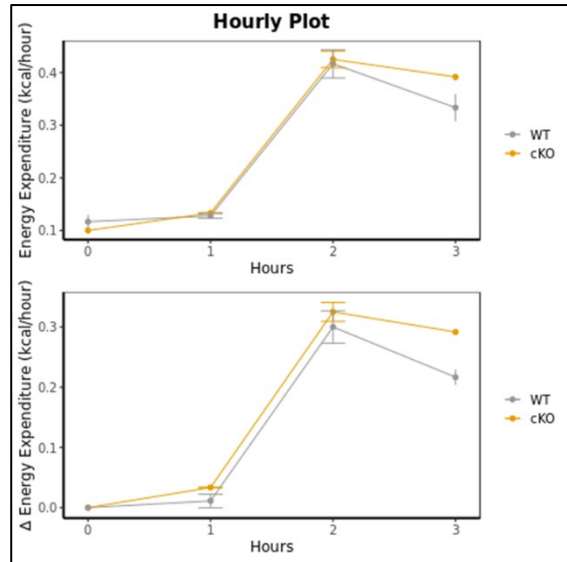 Hourly Plot
Energy Expenditure (kcal/hour)
0.4
0.3
0.2
0.1
0 1 2 3
Hours
WT
cKO
Δ Energy Expenditure (kcal/hour)
0.3
0.2
0.1
0.0
0 1 2 3
Hours
WT
cKO